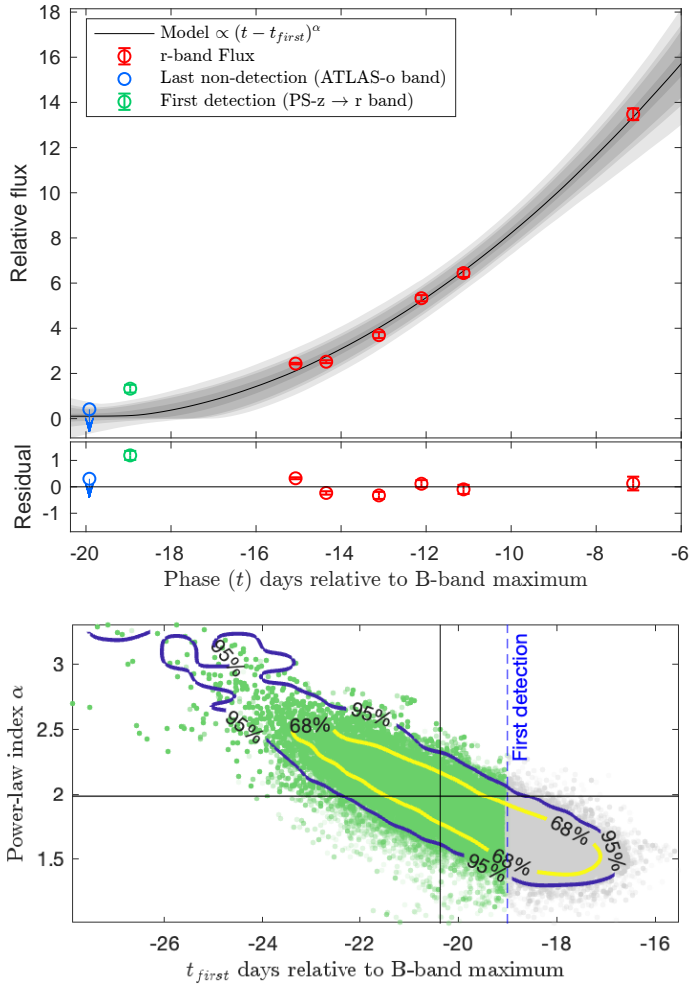 Model ∝ (t − t_first)^α
r-band Flux
Last non-detection (ATLAS-o band)
First detection (PS-z → r band)
Relative flux
18
16
14
12
10
8
6
4
2
0
Residual
1
0
-1
-20 -18 -16 -14 -12 -10 -8 -6
Phase (t) days relative to B-band maximum
Power-law index α
3
2.5
2
1.5
95%
95%
68%
95%
First detection
68%
95%
68%
95%
-26 -24 -22 -20 -18 -16
t_first days relative to B-band maximum